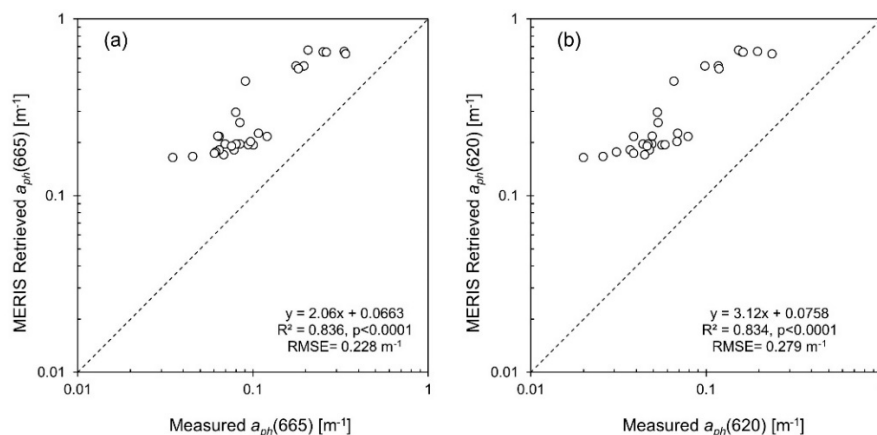 (a)
MERIS Retrieved aph(665) [m⁻¹]
1
0.1
0.01
y = 2.06x + 0.0663
R² = 0.836, p<0.0001
RMSE= 0.228 m⁻¹
0.01
0.1
1
Measured aph(665) [m⁻¹]
(b)
MERIS Retrieved aph(620) [m⁻¹]
1
0.1
0.01
y = 3.12x + 0.0758
R² = 0.834, p<0.0001
RMSE= 0.279 m⁻¹
0.01
0.1
1
Measured aph(620) [m⁻¹]